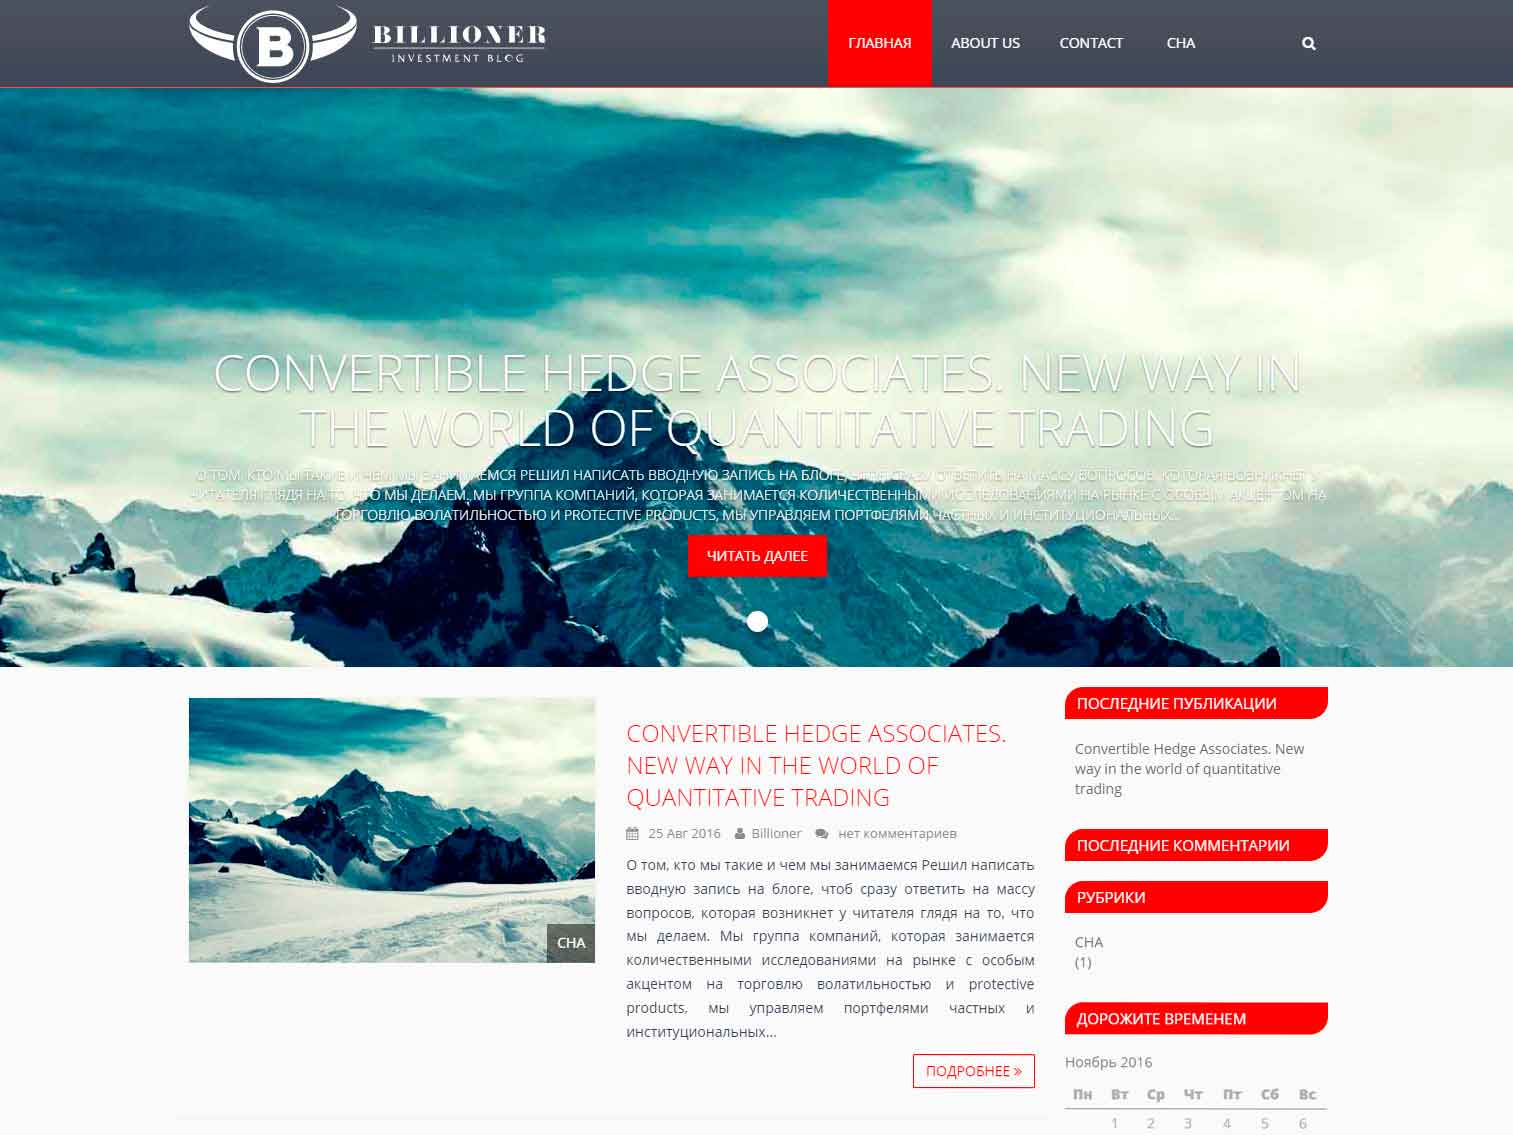 B
BILLIONER
INVESTMENT BLOG
ГЛАВНАЯ ABOUT US CONTACT CHA
CONVERTIBLE HEDGE ASSOCIATES. NEW WAY IN
THE WORLD OF QUANTITATIVE TRADING
О ТОМ, КТО МЫ ТАКИЕ И ЧЕМ МЫ ЗАНИМАЕМСЯ РЕШИЛ НАПИСАТЬ ВВОДНУЮ ЗАПИСЬ НА БЛОГЕ, ЧТОБ СРАЗУ ОТВЕТИТЬ НА МАССУ ВОПРОСОВ, КОТОРАЯ ВОЗНИКНЕТ У
ЧИТАТЕЛЯ ГЛЯДЯ НА ТО, ЧТО МЫ ДЕЛАЕМ. МЫ ГРУППА КОМПАНИЙ, КОТОРАЯ ЗАНИМАЕТСЯ КОЛИЧЕСТВЕННЫМИ ИССЛЕДОВАНИЯМИ НА РЫНКЕ С ОСОБЫМ АКЦЕНТОМ НА
ТОРГОВЛЮ ВОЛАТИЛЬНОСТЬЮ И PROTECTIVE PRODUCTS, МЫ УПРАВЛЯЕМ ПОРТФЕЛЯМИ ЧАСТНЫХ И ИНСТИТУЦИОНАЛЬНЫХ...
ЧИТАТЬ ДАЛЕЕ
CHA
CONVERTIBLE HEDGE ASSOCIATES.
NEW WAY IN THE WORLD OF
QUANTITATIVE TRADING
25 Авг 2016 Billioner нет комментариев
О том, кто мы такие и чем мы занимаемся Решил написать
вводную запись на блоге, чтоб сразу ответить на массу
вопросов, которая возникнет у читателя глядя на то, что
мы делаем. Мы группа компаний, которая занимается
количественными исследованиями на рынке с особым
акцентом на торговлю волатильностью и protective
products, мы управляем портфелями частных и
институциональных...
ПОДРОБНЕЕ »
ПОСЛЕДНИЕ ПУБЛИКАЦИИ
Convertible Hedge Associates. New
way in the world of quantitative
trading
ПОСЛЕДНИЕ КОММЕНТАРИИ
РУБРИКИ
CHA
(1)
ДОРОЖИТЕ ВРЕМЕНЕМ
Ноябрь 2016
Пн Вт Ср Чт Пт Сб Вс
1 2 3 4 5 6